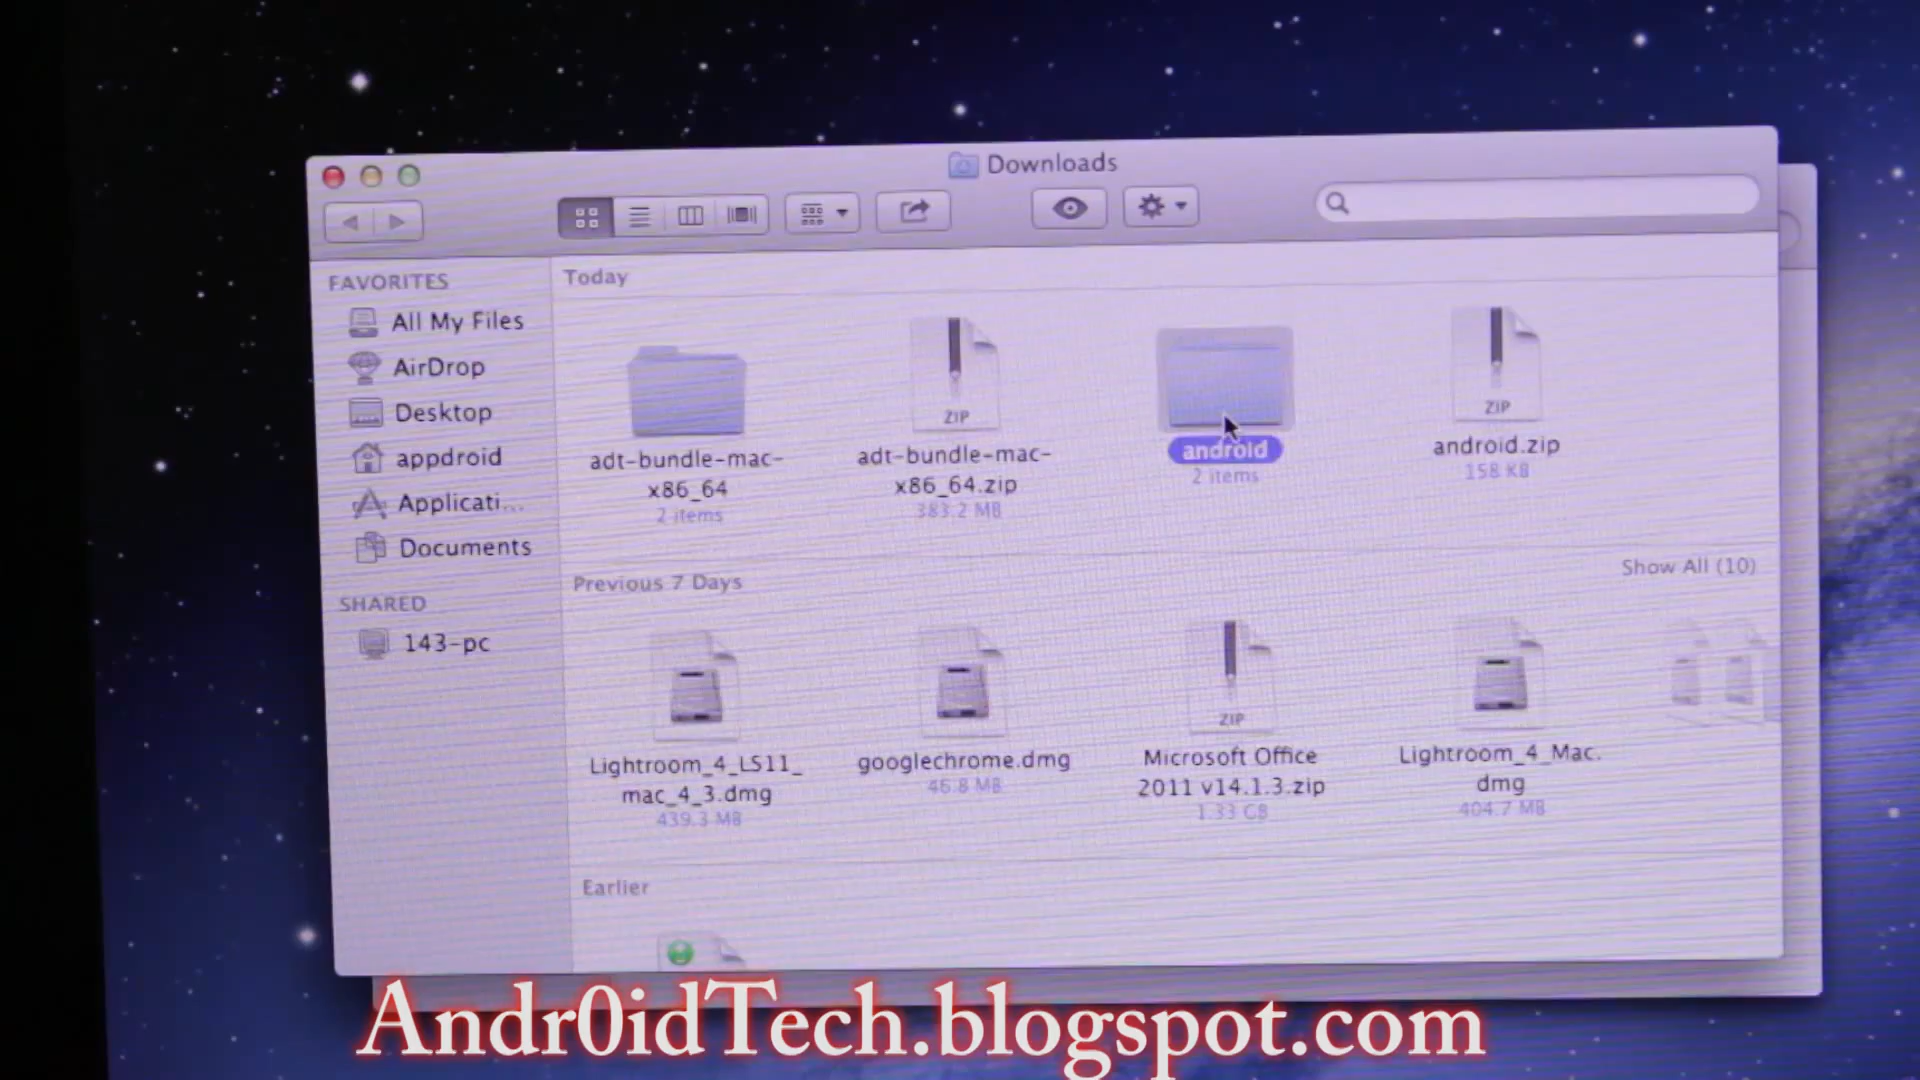 Downloads
FAVORITES
All My Files
AirDrop
Desktop
appdroid
Applicati...
Documents
SHARED
143-pc
Today
adt-bundle-mac-
x86_64
2 items
ZIP
adt-bundle-mac-
x86_64.zip
383.2 MB
android
2 items
ZIP
android.zip
158 KB
Previous 7 Days
Show All (10)
Lightroom_4_LS11_
mac_4_3.dmg
439.3 MB
googlechrome.dmg
46.8 MB
ZIP
Microsoft Office
2011 v14.1.3.zip
1.33 GB
Lightroom_4_Mac.
dmg
404.7 MB
Earlier
Andr0idTech.blogspot.com